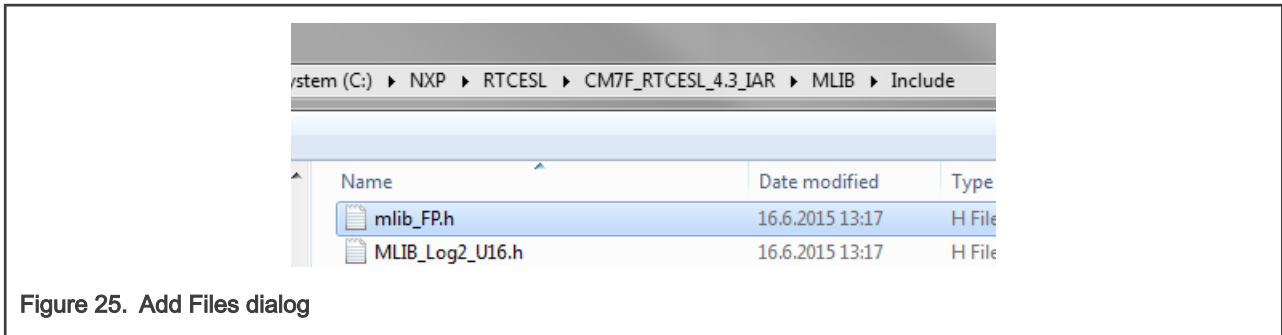 /stem (C:) ▸ NXP ▸ RTCESL ▸ CM7F_RTCESL_4.3_IAR ▸ MLIB ▸ Include
Name Date modified Type
mlib_FP.h 16.6.2015 13:17 H File
MLIB_Log2_U16.h 16.6.2015 13:17 H File
Figure 25. Add Files dialog